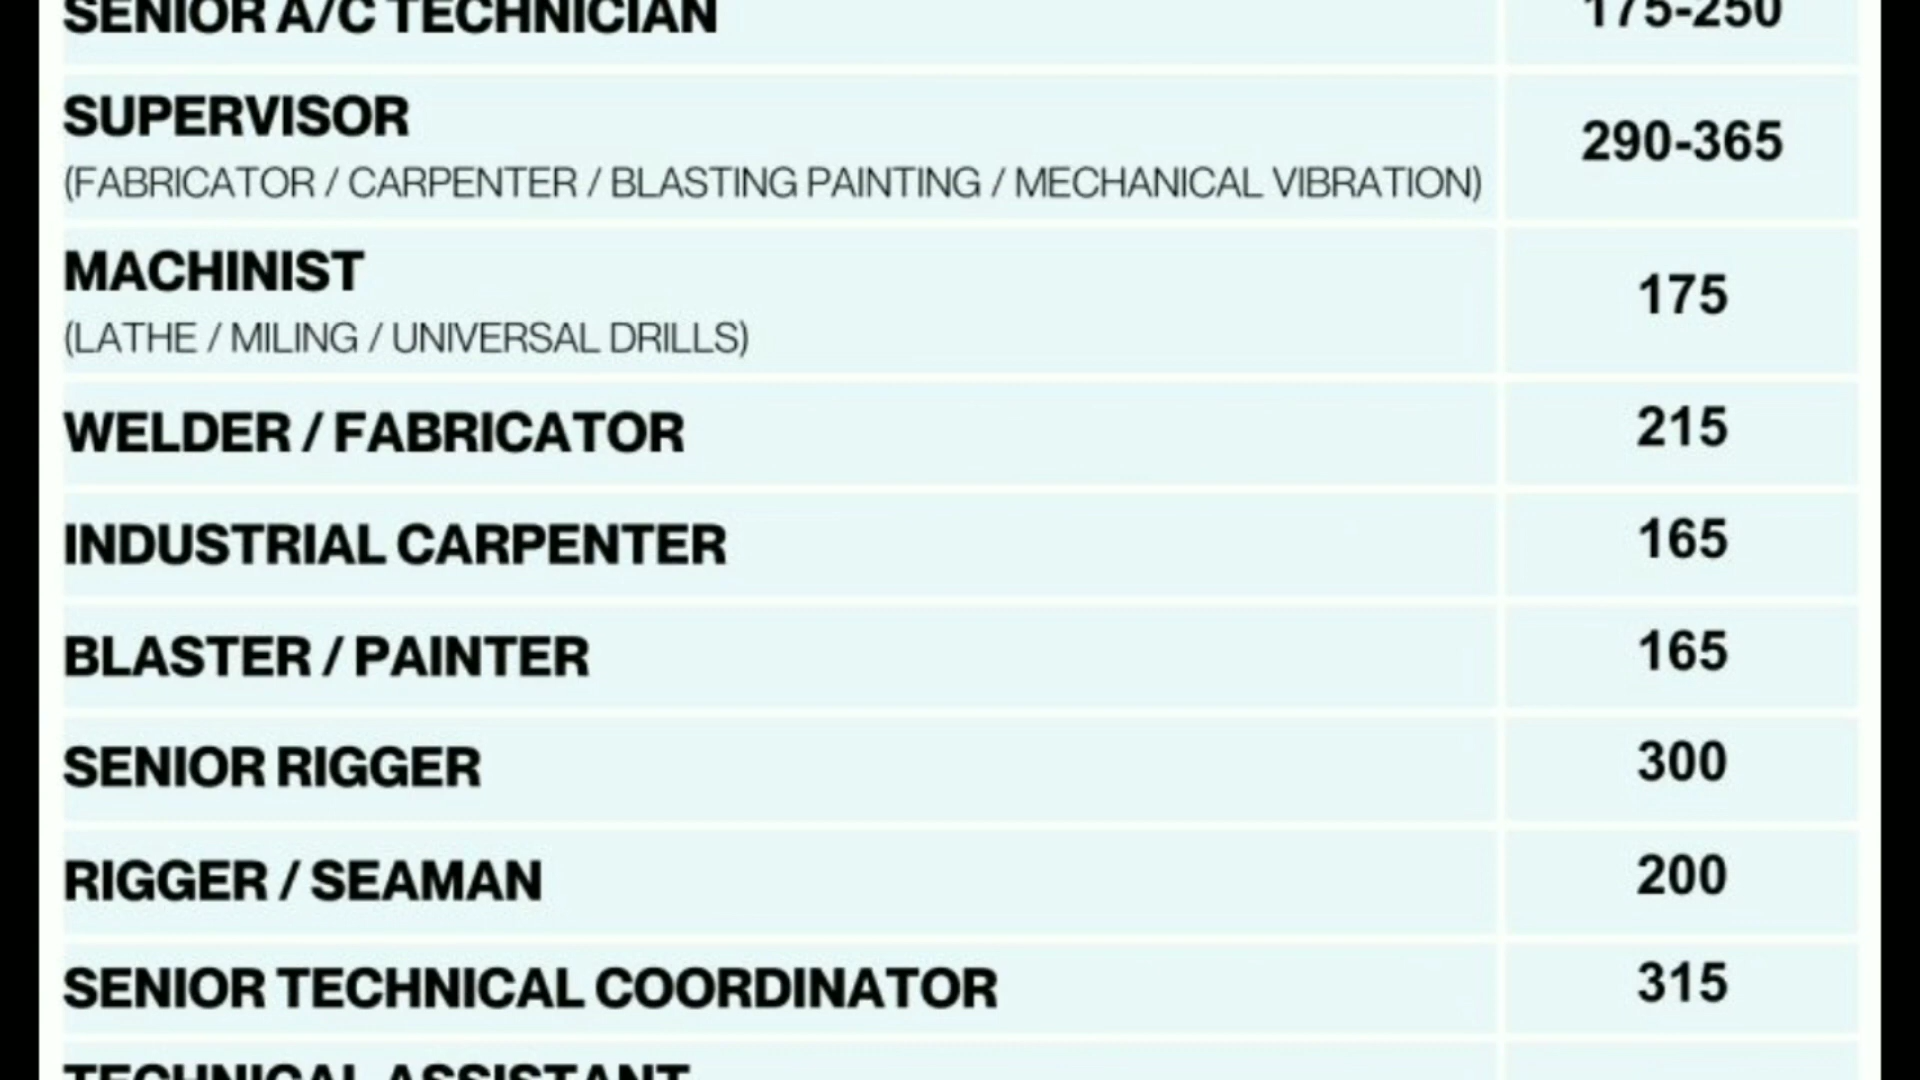 SENIOR A/C TECHNICIAN 175-250
SUPERVISOR
290-365
(FABRICATOR / CARPENTER / BLASTING PAINTING / MECHANICAL VIBRATION)
MACHINIST
175
(LATHE / MILING / UNIVERSAL DRILLS)
WELDER / FABRICATOR 215
INDUSTRIAL CARPENTER 165
BLASTER / PAINTER 165
SENIOR RIGGER 300
RIGGER / SEAMAN 200
SENIOR TECHNICAL COORDINATOR 315
TECHNICAL ASSISTANT